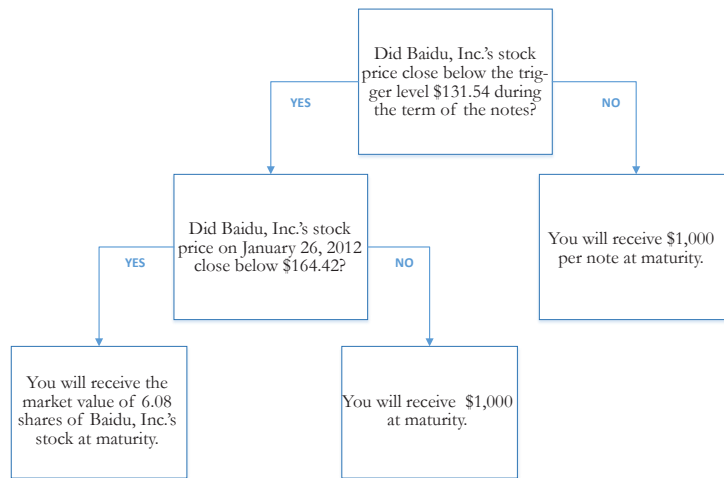 Did Baidu, Inc.'s stock
price close below the trig-
ger level $131.54 during
the term of the notes?
YES
NO
Did Baidu, Inc.'s stock
price on January 26, 2012
close below $164.42?
You will receive $1,000
per note at maturity.
YES
NO
You will receive the
market value of 6.08
shares of Baidu, Inc.'s
stock at maturity.
You will receive $1,000
at maturity.